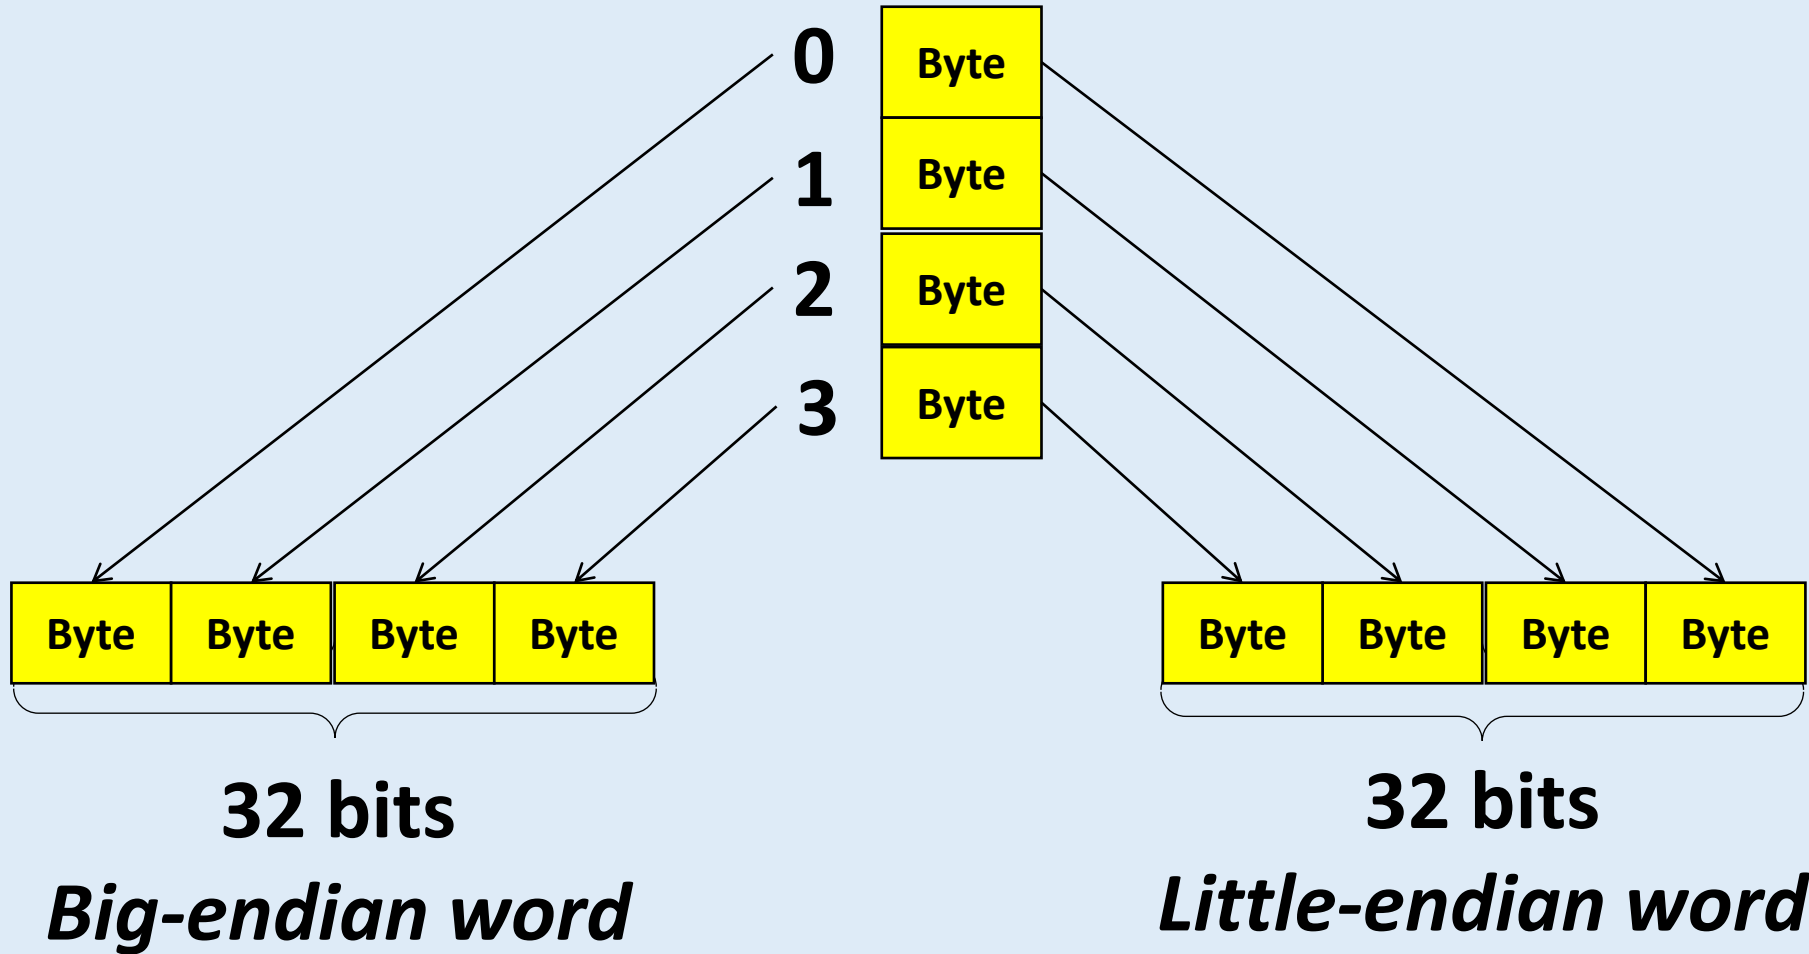 0 Byte
1 Byte
2 Byte
3 Byte
Byte Byte Byte Byte
32 bits
Big-endian word
Byte Byte Byte Byte
32 bits
Little-endian word